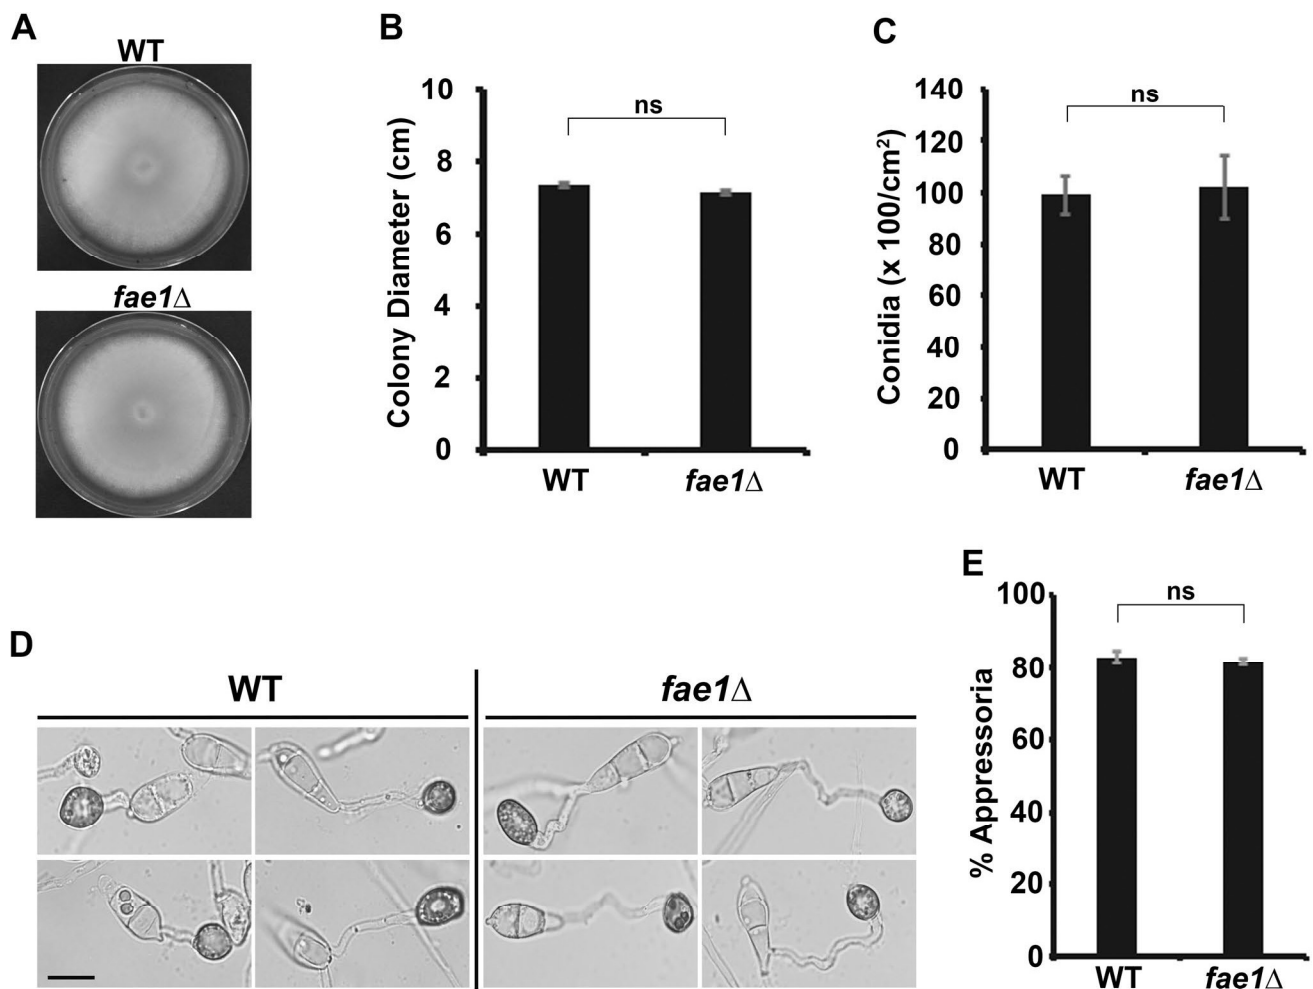 A
WT
fae1Δ
B
Colony Diameter (cm)
10
8
6
4
2
0
ns
WT
fae1Δ
C
Conidia (x 100/cm²)
140
120
100
80
60
40
20
0
ns
WT
fae1Δ
D
WT
fae1Δ
E
% Appressoria
100
80
60
40
20
0
ns
WT
fae1Δ